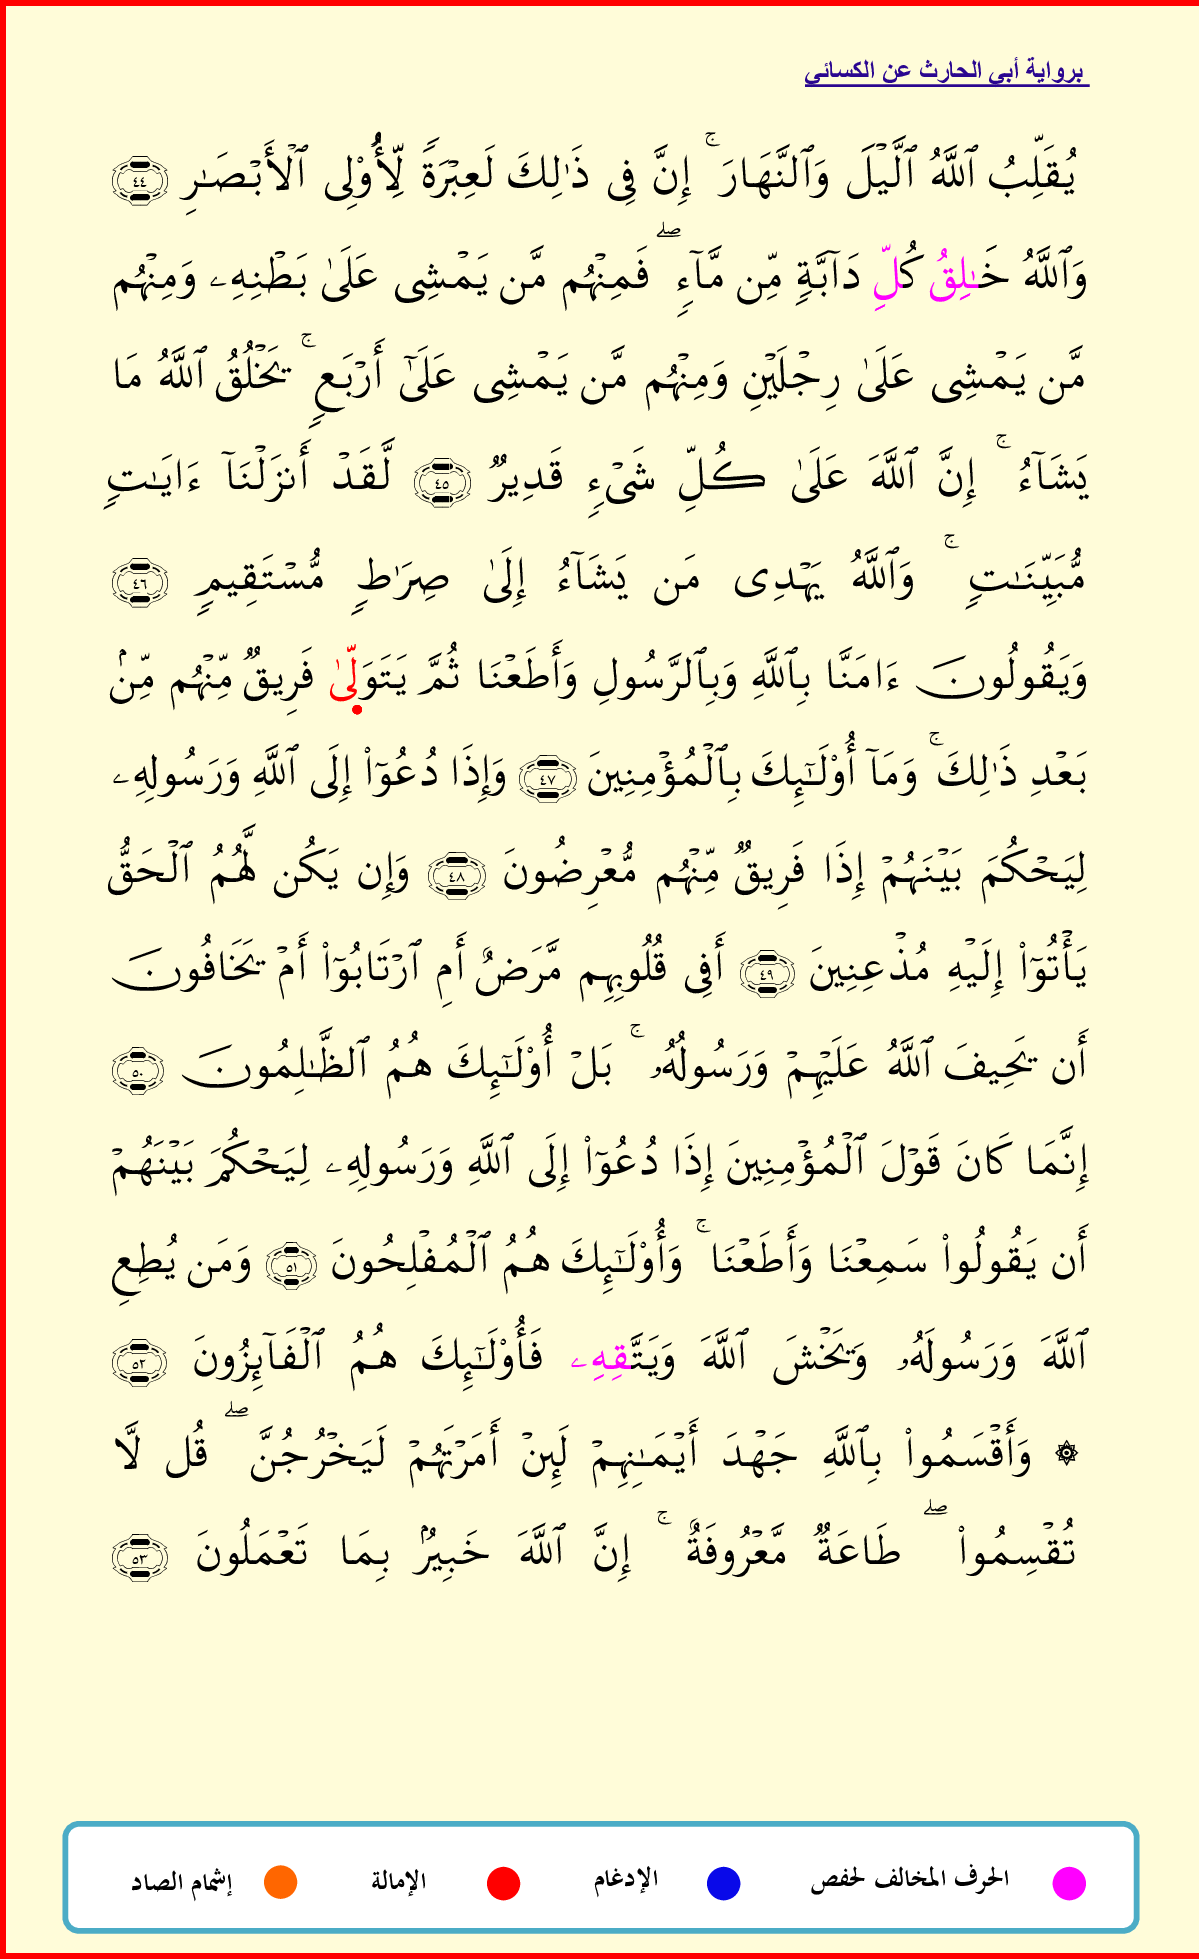 برواية أبي الحارث عن الكسائي
يُقَلِّبُ ٱللَّهُ ٱلَّيۡلَ وَٱلنَّهَارَۚ إِنَّ فِى ذَٰلِكَ لَعِبۡرَةٗ لِّأُوْلِى ٱلۡأَبۡصَٰرِ ٤٤
وَٱللَّهُ خَٰلِقُ كُلِّ دَآبَّةٖ مِّن مَّآءٖۖ فَمِنۡهُم مَّن يَمۡشِى عَلَىٰ بَطۡنِهِۦ وَمِنۡهُم
مَّن يَمۡشِى عَلَىٰ رِجۡلَيۡنِ وَمِنۡهُم مَّن يَمۡشِى عَلَىٰٓ أَرۡبَعٖۚ يَخۡلُقُ ٱللَّهُ مَا
يَشَآءُۚ إِنَّ ٱللَّهَ عَلَىٰ كُلِّ شَىۡءٖ قَدِيرٞ ٤٥ لَّقَدۡ أَنزَلۡنَآ ءَايَٰتٖ
مُّبَيِّنَٰتٖۚ وَٱللَّهُ يَهۡدِى مَن يَشَآءُ إِلَىٰ صِرَٰطٖ مُّسۡتَقِيمٖ ٤٦
وَيَقُولُونَ ءَامَنَّا بِٱللَّهِ وَبِٱلرَّسُولِ وَأَطَعۡنَا ثُمَّ يَتَوَلَّىٰ فَرِيقٞ مِّنۡهُم مِّنۢ
بَعۡدِ ذَٰلِكَۚ وَمَآ أُوْلَٰٓئِكَ بِٱلۡمُؤۡمِنِينَ ٤٧ وَإِذَا دُعُوٓاْ إِلَى ٱللَّهِ وَرَسُولِهِۦ
لِيَحۡكُمَ بَيۡنَهُمۡ إِذَا فَرِيقٞ مِّنۡهُم مُّعۡرِضُونَ ٤٨ وَإِن يَكُن لَّهُمُ ٱلۡحَقُّ
يَأۡتُوٓاْ إِلَيۡهِ مُذۡعِنِينَ ٤٩ أَفِى قُلُوبِهِم مَّرَضٌ أَمِ ٱرۡتَابُوٓاْ أَمۡ يَخَافُونَ
أَن يَحِيفَ ٱللَّهُ عَلَيۡهِمۡ وَرَسُولُهُۥۚ بَلۡ أُوْلَٰٓئِكَ هُمُ ٱلظَّٰلِمُونَ ٥٠
إِنَّمَا كَانَ قَوۡلَ ٱلۡمُؤۡمِنِينَ إِذَا دُعُوٓاْ إِلَى ٱللَّهِ وَرَسُولِهِۦ لِيَحۡكُمَ بَيۡنَهُمۡ
أَن يَقُولُواْ سَمِعۡنَا وَأَطَعۡنَاۚ وَأُوْلَٰٓئِكَ هُمُ ٱلۡمُفۡلِحُونَ ٥١ وَمَن يُطِعِ
ٱللَّهَ وَرَسُولَهُۥ وَيَخۡشَ ٱللَّهَ وَيَتَّقِهِۦ فَأُوْلَٰٓئِكَ هُمُ ٱلۡفَآئِزُونَ ٥٢
۞ وَأَقۡسَمُواْ بِٱللَّهِ جَهۡدَ أَيۡمَٰنِهِمۡ لَئِنۡ أَمَرۡتَهُمۡ لَيَخۡرُجُنَّۖ قُل لَّا
تُقۡسِمُواْۖ طَاعَةٞ مَّعۡرُوفَةٌۚ إِنَّ ٱللَّهَ خَبِيرُۢ بِمَا تَعۡمَلُونَ ٥٣
الحرف المخالف لحفص الإدغام الإمالة إشمام الصاد